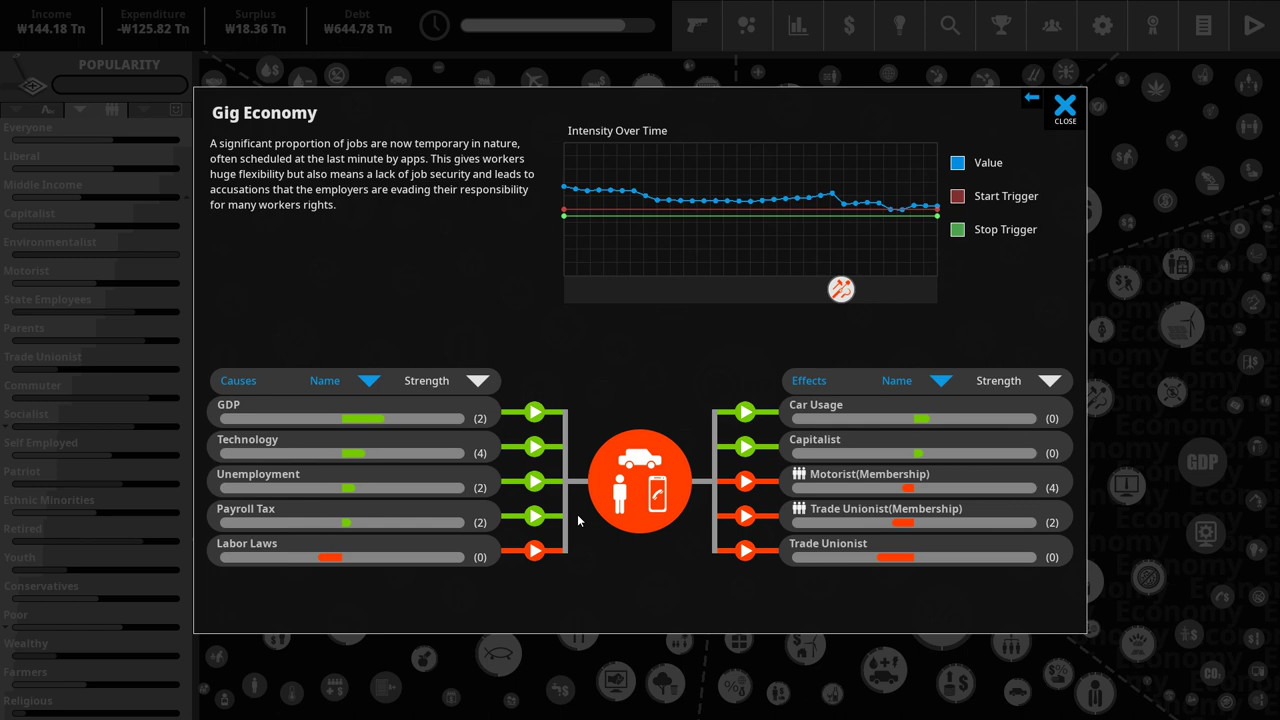 Income
Expenditure
Surplus
Debt
₩144.18 Tn
-₩125.82 Tn
₩18.36 Tn
₩644.78 Tn
POPULARITY
Everyone
Liberal
Middle Income
Capitalist
Environmentalist
Motorist
State Employees
Parents
Trade Unionist
Commuter
Socialist
Self Employed
Patriot
Ethnic Minorities
Retired
Youth
Conservatives
Poor
Wealthy
Farmers
Religious
Gig Economy
CLOSE
A significant proportion of jobs are now temporary in nature,
often scheduled at the last minute by apps. This gives workers
huge flexibility but also means a lack of job security and leads to
accusations that the employers are evading their responsibility
for many workers rights.
Intensity Over Time
Value
Start Trigger
Stop Trigger
Causes
Name
Strength
GDP
(2)
Technology
(4)
Unemployment
(2)
Payroll Tax
(2)
Labor Laws
(0)
Effects
Name
Strength
Car Usage
(0)
Capitalist
(0)
Motorist(Membership)
(4)
Trade Unionist(Membership)
(2)
Trade Unionist
(0)
GDP
Economy